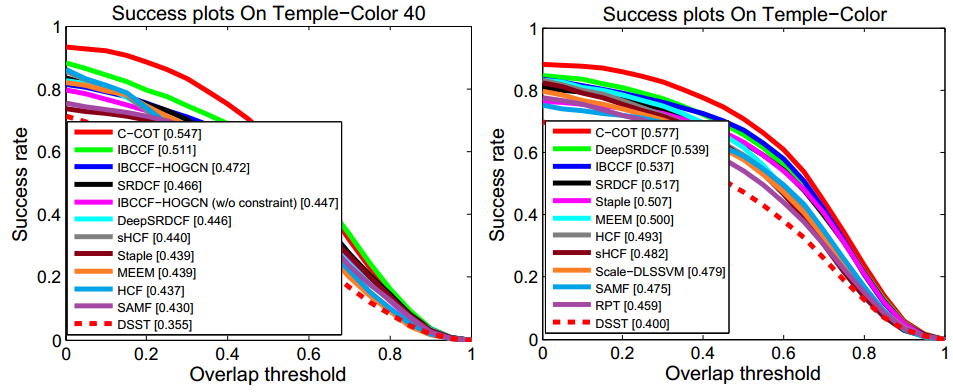 Success plots On Temple-Color 40
Success rate
1
0.8
0.6
0.4
0.2
0
C-COT [0.547]
IBCCF [0.511]
IBCCF-HOGCN [0.472]
SRDCF [0.466]
IBCCF-HOGCN (w/o constraint) [0.447]
DeepSRDCF [0.446]
sHCF [0.440]
Staple [0.439]
MEEM [0.439]
HCF [0.437]
SAMF [0.430]
DSST [0.355]
0 0.2 0.4 0.6 0.8 1
Overlap threshold
Success plots On Temple-Color
Success rate
1
0.8
0.6
0.4
0.2
0
C-COT [0.577]
DeepSRDCF [0.539]
IBCCF [0.537]
SRDCF [0.517]
Staple [0.507]
MEEM [0.500]
HCF [0.493]
sHCF [0.482]
Scale-DLSSVM [0.479]
SAMF [0.475]
RPT [0.459]
DSST [0.400]
0 0.2 0.4 0.6 0.8 1
Overlap threshold